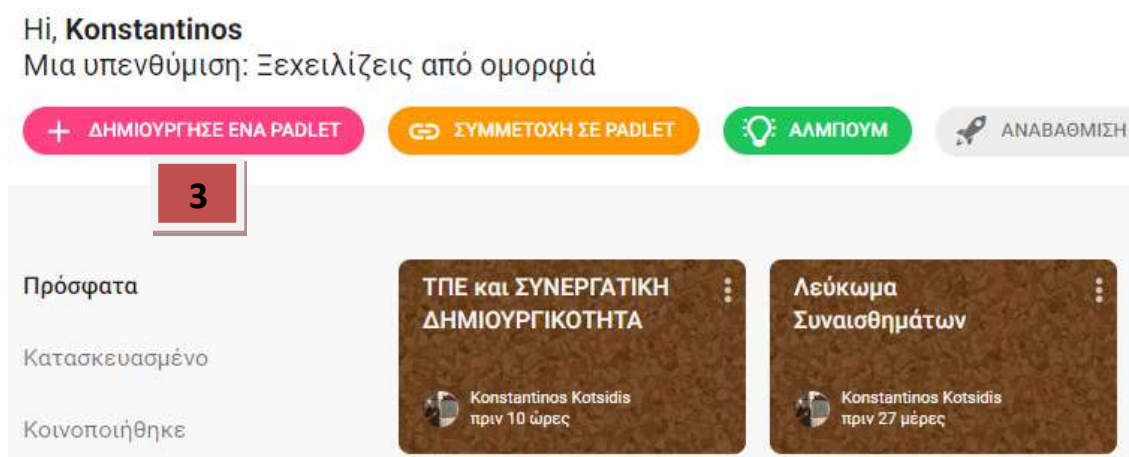 Hi, Konstantinos
Μια υπενθύμιση: Ξεχειλίζεις από ομορφιά
ΔΗΜΙΟΥΡΓΗΣΕ ΕΝΑ PADLET
ΣΥΜΜΕΤΟΧΗ ΣΕ PADLET
ΑΛΜΠΟΥΜ
ΑΝΑΒΑΘΜΙΣΗ
3
Πρόσφατα
Κατασκευασμένο
Κοινοποιήθηκε
ΤΠΕ και ΣΥΝΕΡΓΑΤΙΚΗ
ΔΗΜΙΟΥΡΓΙΚΟΤΗΤΑ
Konstantinos Kotsidis
πριν 10 ώρες
Λεύκωμα
Συναισθημάτων
Konstantinos Kotsidis
πριν 27 μέρες